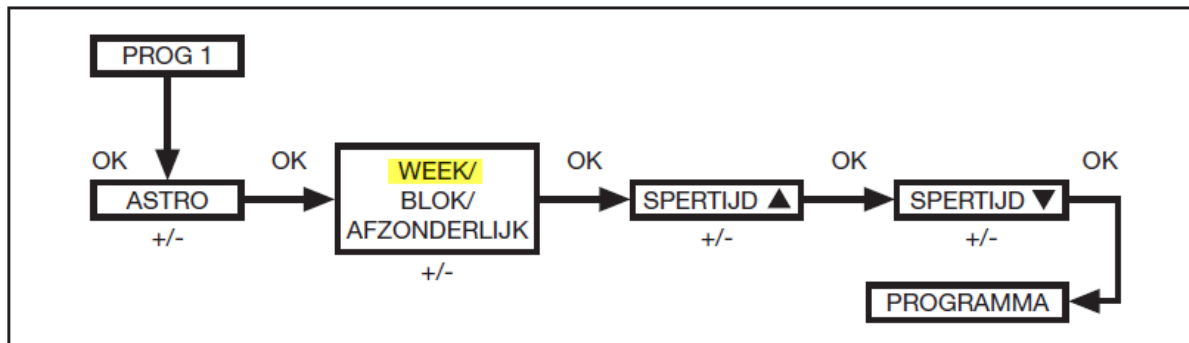 PROG 1
OK
ASTRO
+/-
OK
WEEK/
BLOK/
AFZONDERLIJK
+/-
OK
SPERTIJD ▲
+/-
OK
SPERTIJD ▼
+/-
OK
PROGRAMMA